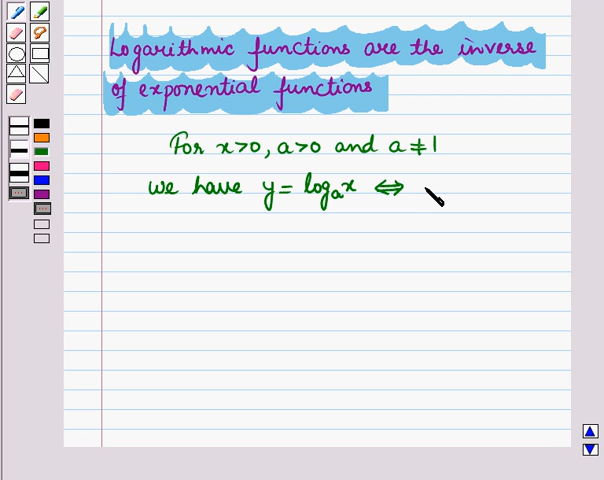 Logarithmic functions are the inverse
of exponential functions
For x>0, a>0 and a≠1
we have y = logₐx ⇔